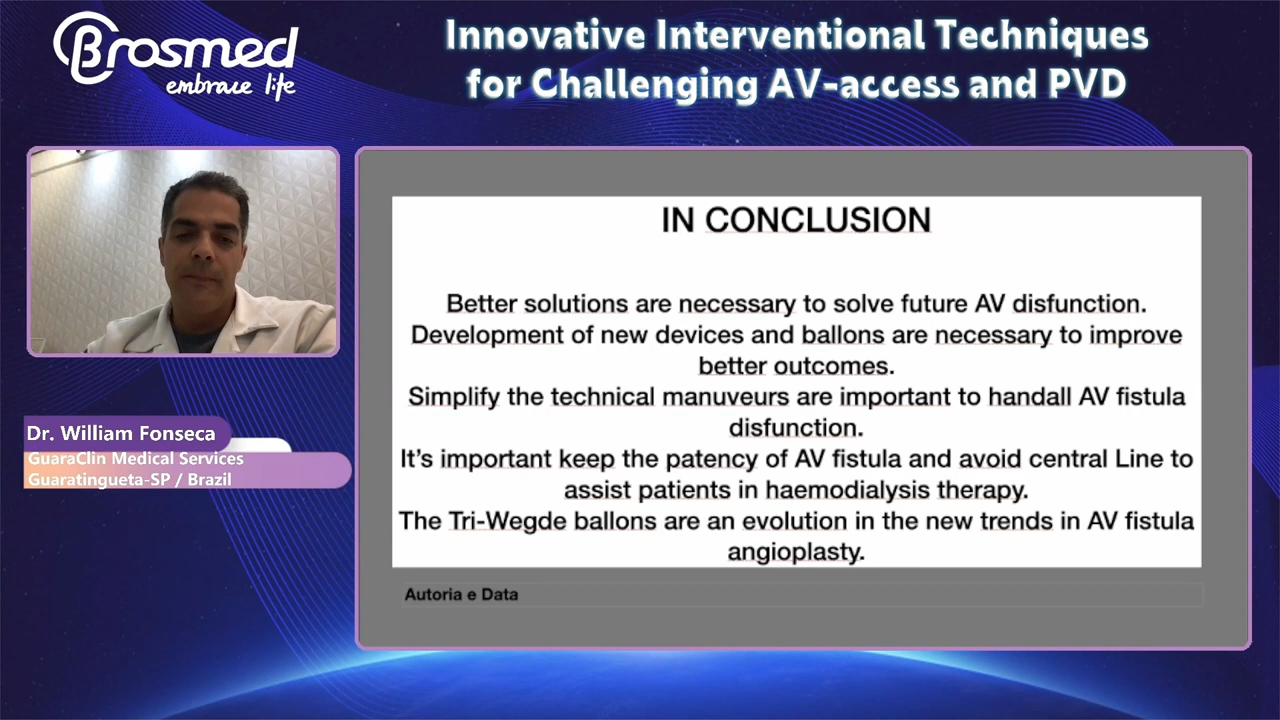 Brosmed
embrace life
Innovative Interventional Techniques
for Challenging AV-access and PVD
Dr. William Fonseca
GuaraClin Medical Services
Guaratingueta-SP / Brazil
IN CONCLUSION
Better solutions are necessary to solve future AV disfunction.
Development of new devices and ballons are necessary to improve
better outcomes.
Simplify the technical manuveurs are important to handall AV fistula
disfunction.
It’s important keep the patency of AV fistula and avoid central Line to
assist patients in haemodialysis therapy.
The Tri-Wegde ballons are an evolution in the new trends in AV fistula
angioplasty.
Autoria e Data